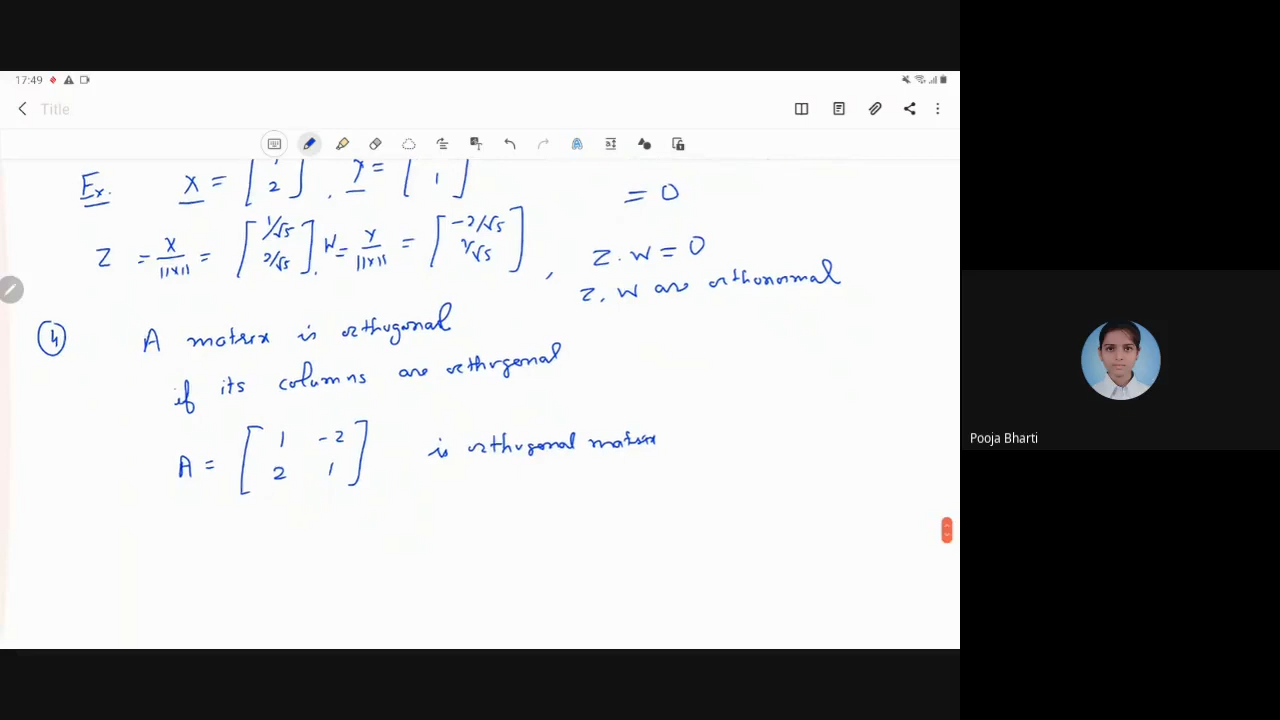 17:49
Title
Ex. X = [ 2 ], Y = [ 1 ] = 0
Z = X/||X|| = [ 1/√5 2/√5 ], W = Y/||Y|| = [ -2/√5 1/√5 ], Z. W = 0
Z, W are orthonormal
4 A matrix is orthogonal
if its columns are orthogonal
A = [ 1 -2
2 1 ] is orthogonal matrix
Pooja Bharti